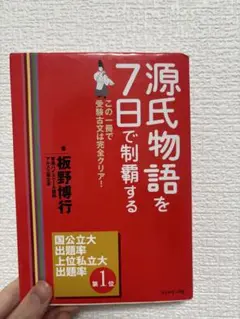 源氏物語を
7日で制覇する
この一冊で
受験古文は完全クリア!
板野博行
国公立大
出題率
上位私立大
出題率
第1位